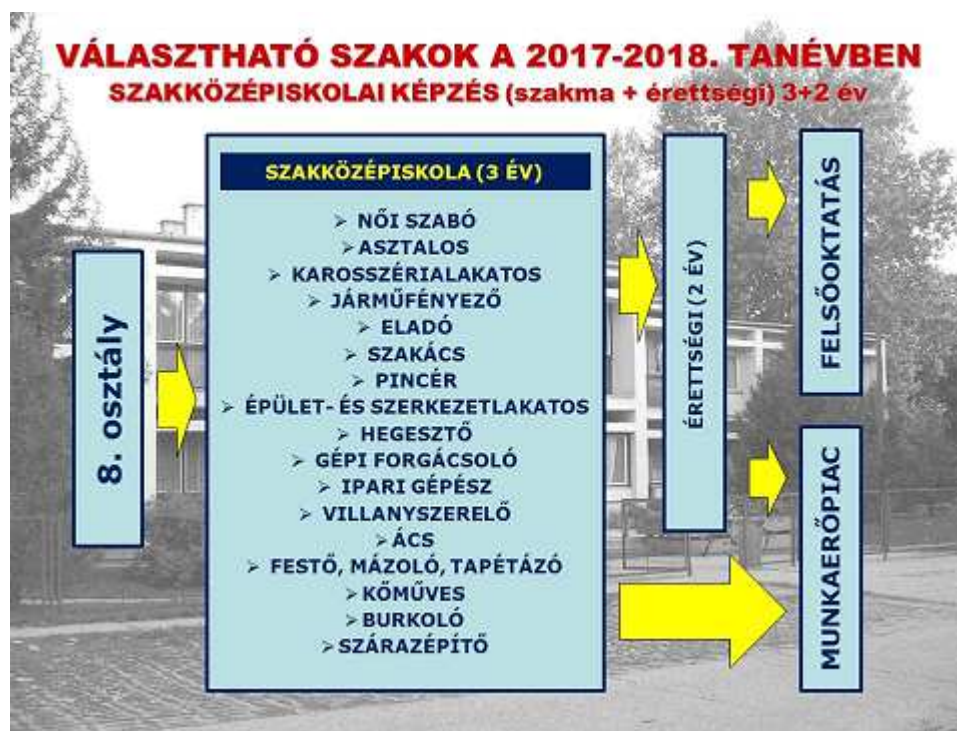 VÁLASZTHATÓ SZAKOK A 2017-2018. TANÉVBEN
SZAKKÖZÉPISKOLAI KÉPZÉS (szakma + érettségi) 3+2 év
8. osztály
SZAKKÖZÉPISKOLA (3 ÉV)
➢ NŐI SZABÓ
➢ ASZTALOS
➢ KAROSSZÉRIALAKATOS
➢ JÁRMŰFÉNYEZŐ
➢ ELADÓ
➢ SZAKÁCS
➢ PINCÉR
➢ ÉPÜLET- ÉS SZERKEZETLAKATOS
➢ HEGESZTŐ
➢ GÉPI FORGÁCSOLÓ
➢ IPARI GÉPÉSZ
➢ VILLANYSZERELŐ
➢ ÁCS
➢ FESTŐ, MÁZOLÓ, TAPÉTÁZÓ
➢ KŐMŰVES
➢ BURKOLÓ
➢ SZÁRAZÉPÍTŐ
ÉRETTSÉGI (2 ÉV)
FELSŐOKTATÁS
MUNKAERŐPIAC